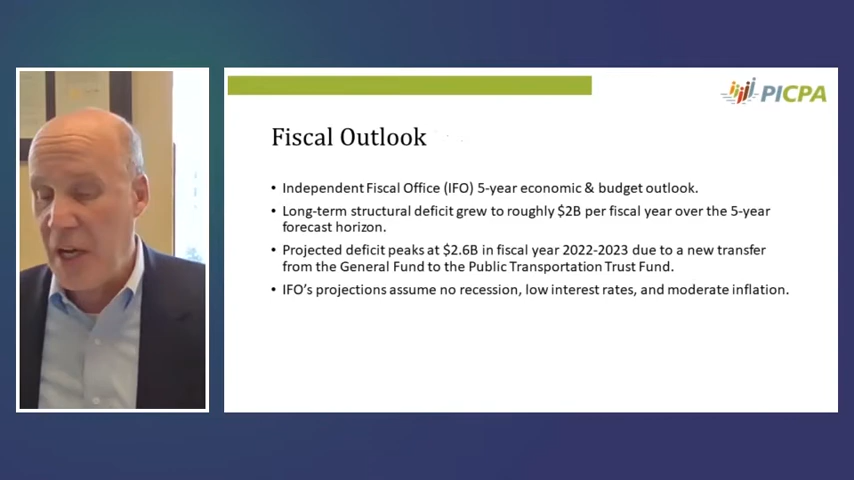 PICPA
Fiscal Outlook
• Independent Fiscal Office (IFO) 5-year economic & budget outlook.
• Long-term structural deficit grew to roughly $2B per fiscal year over the 5-year
forecast horizon.
• Projected deficit peaks at $2.6B in fiscal year 2022-2023 due to a new transfer
from the General Fund to the Public Transportation Trust Fund.
• IFO's projections assume no recession, low interest rates, and moderate inflation.